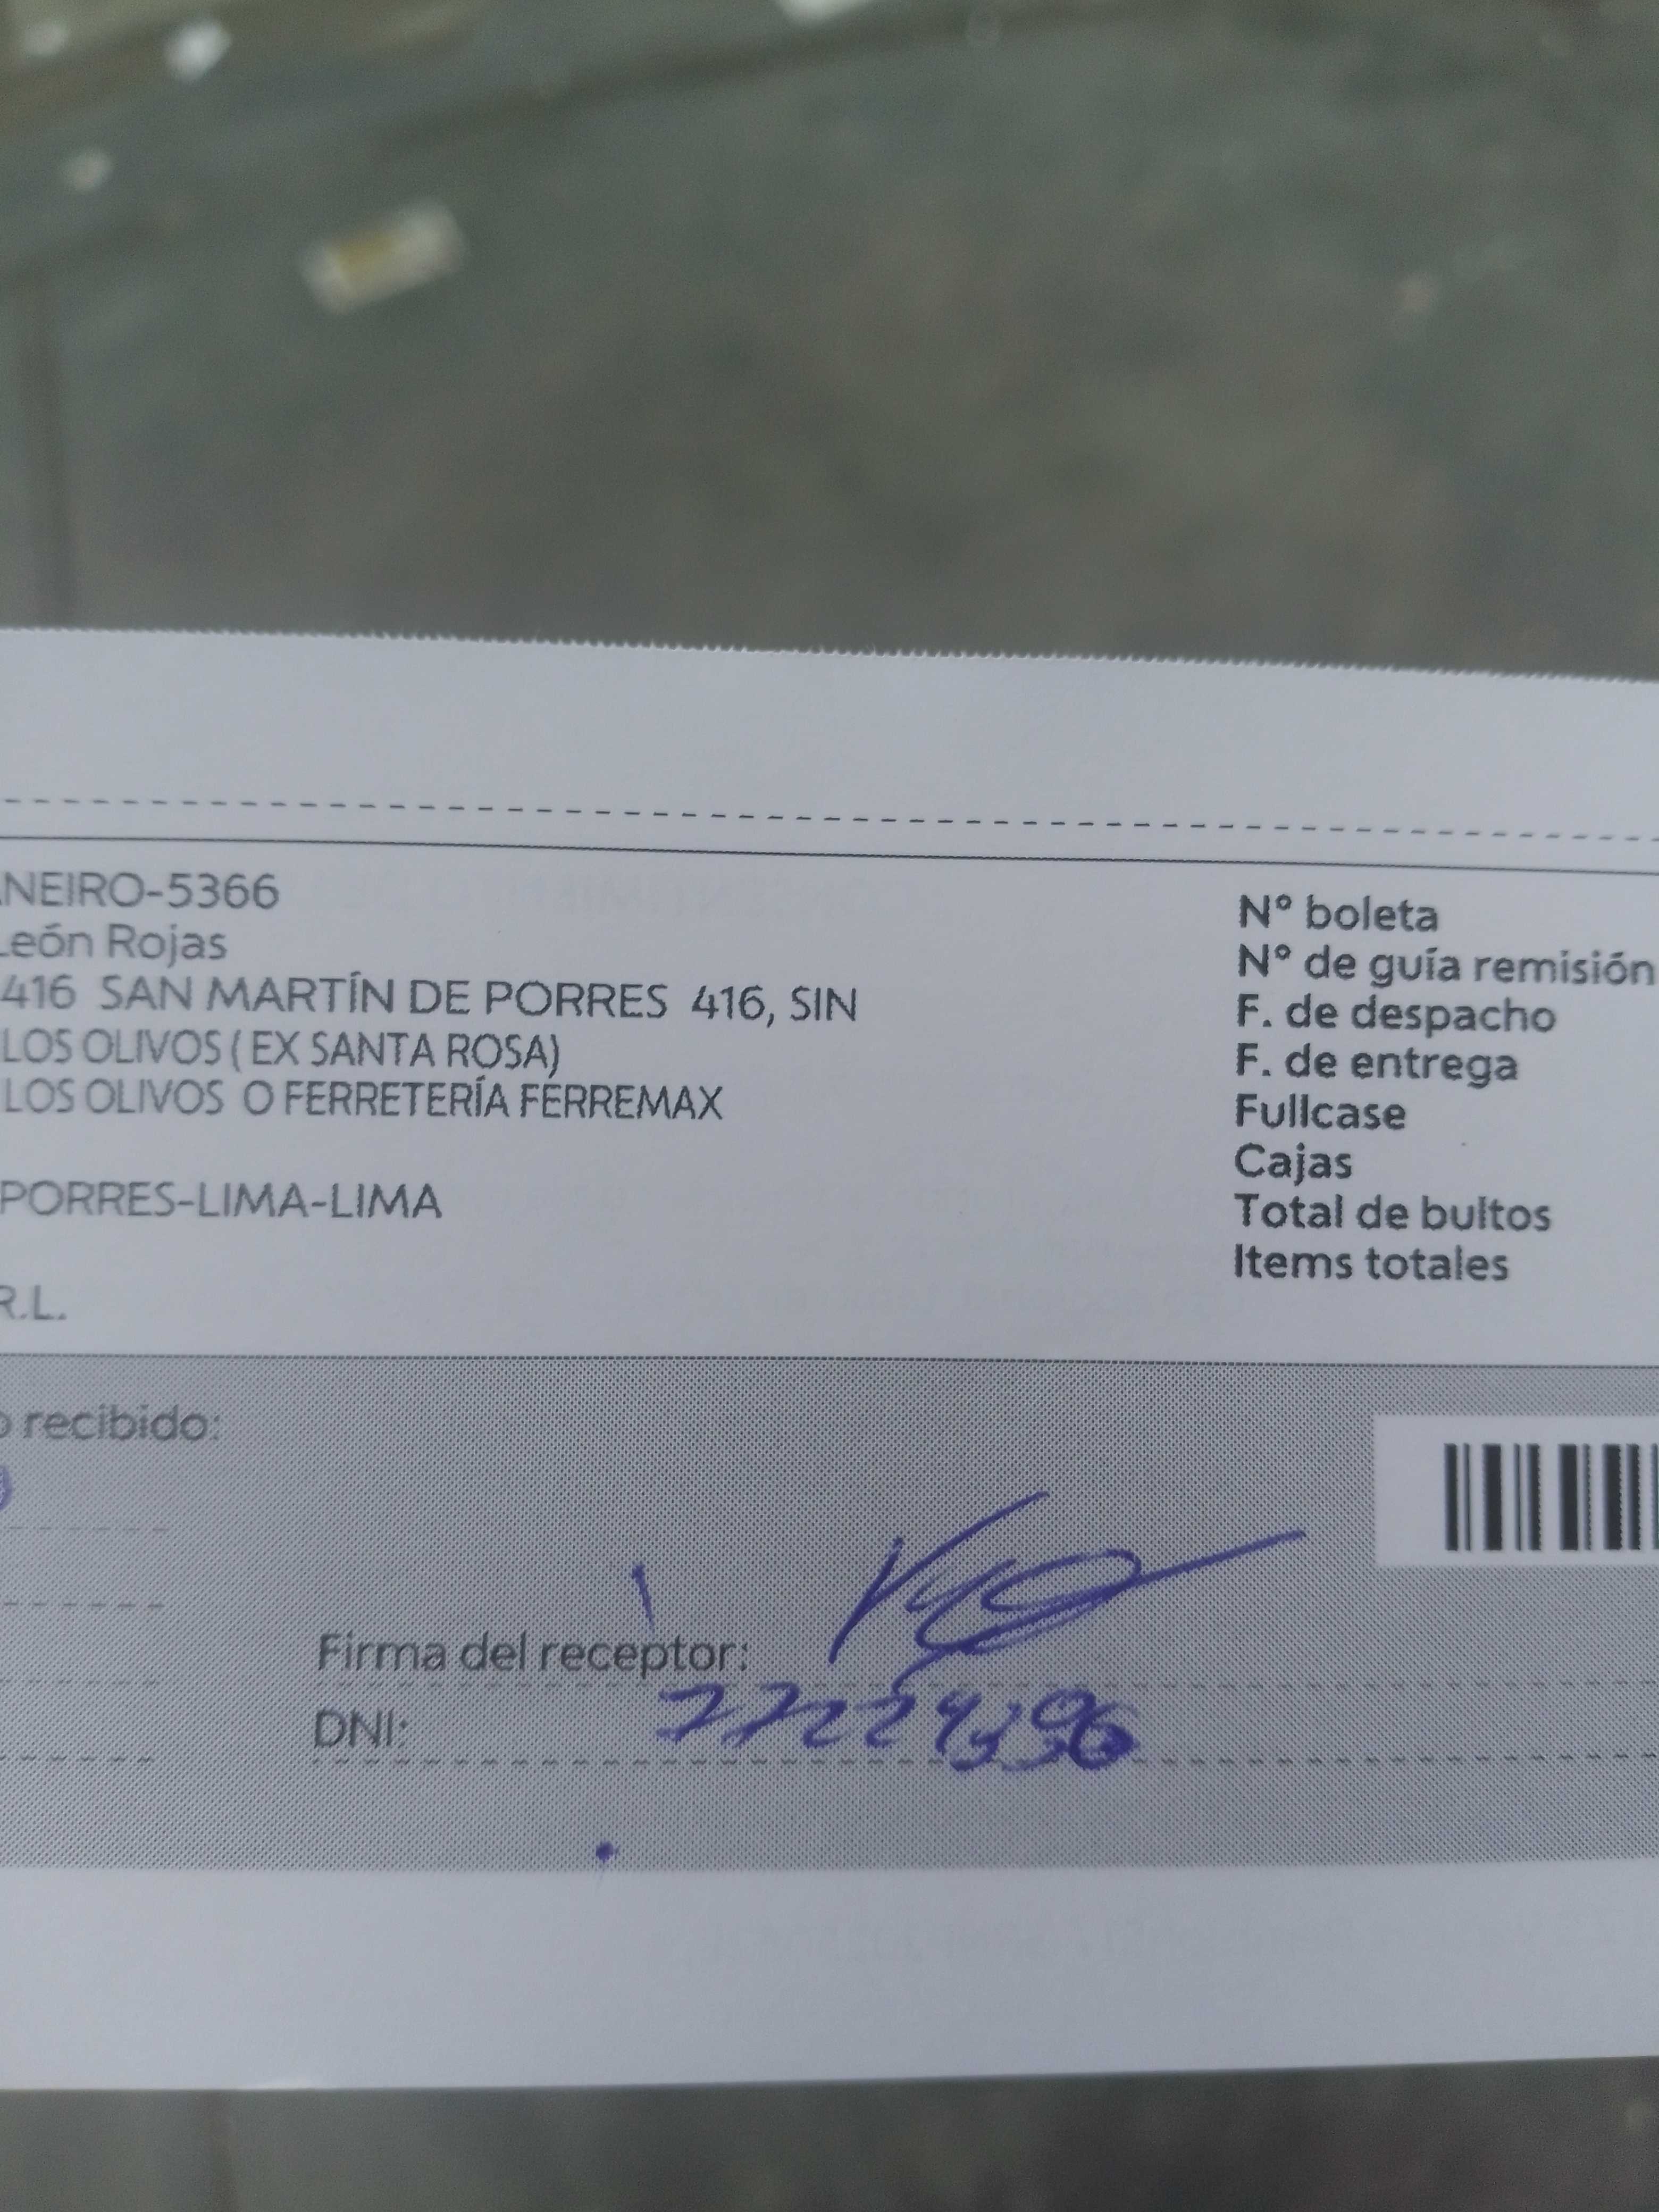 NEIRO-5366
León Rojas
416 SAN MARTÍN DE PORRES 416, SIN
LOS OLIVOS ( EX SANTA ROSA)
LOS OLIVOS O FERRETERÍA FERREMAX
PORRES-LIMA-LIMA
R.L.
Nº boleta
Nº de guía remisión
F. de despacho
F. de entrega
Fullcase
Cajas
Total de bultos
Items totales
o recibido:
Firma del receptor:
DNI: